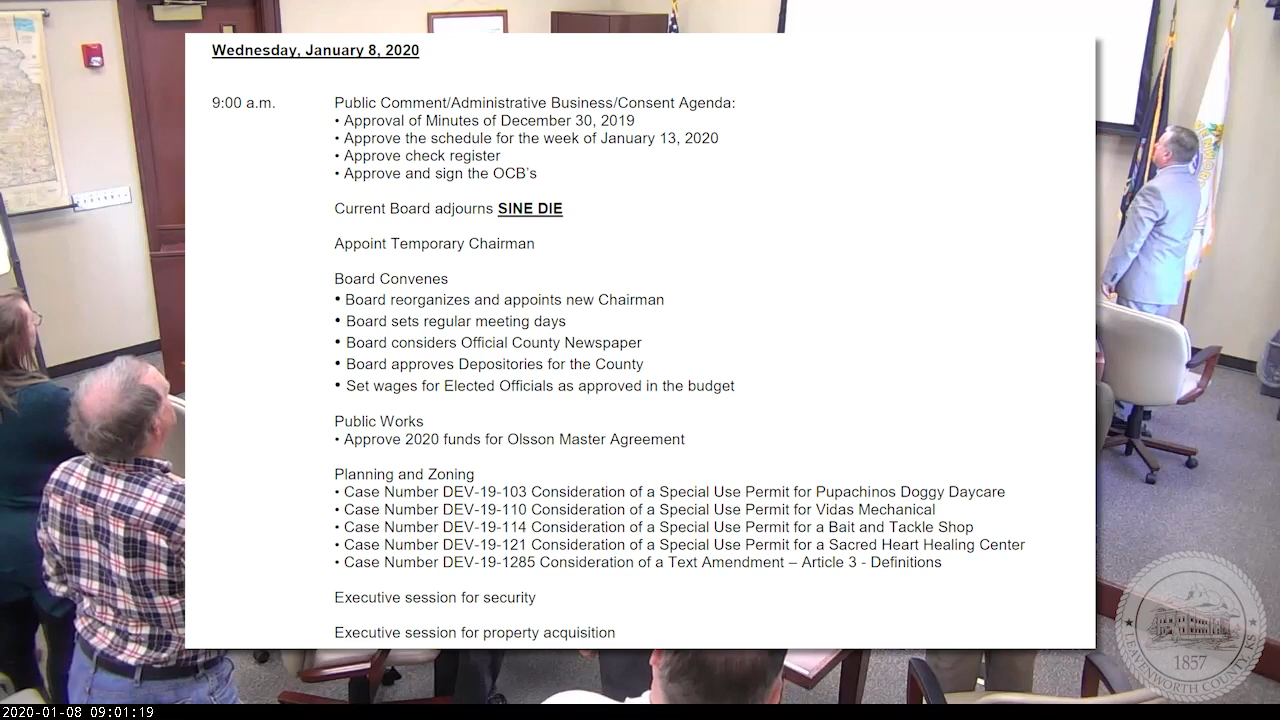 Wednesday, January 8, 2020
9:00 a.m. Public Comment/Administrative Business/Consent Agenda:
• Approval of Minutes of December 30, 2019
• Approve the schedule for the week of January 13, 2020
• Approve check register
• Approve and sign the OCB's
Current Board adjourns SINE DIE
Appoint Temporary Chairman
Board Convenes
• Board reorganizes and appoints new Chairman
• Board sets regular meeting days
• Board considers Official County Newspaper
• Board approves Depositories for the County
• Set wages for Elected Officials as approved in the budget
Public Works
• Approve 2020 funds for Olsson Master Agreement
Planning and Zoning
• Case Number DEV-19-103 Consideration of a Special Use Permit for Pupachinos Doggy Daycare
• Case Number DEV-19-110 Consideration of a Special Use Permit for Vidas Mechanical
• Case Number DEV-19-114 Consideration of a Special Use Permit for a Bait and Tackle Shop
• Case Number DEV-19-121 Consideration of a Special Use Permit for a Sacred Heart Healing Center
• Case Number DEV-19-1285 Consideration of a Text Amendment – Article 3 - Definitions
Executive session for security
Executive session for property acquisition
1857
LEAVENWORTH COUNTY, KS
2020-01-08 09:01:19